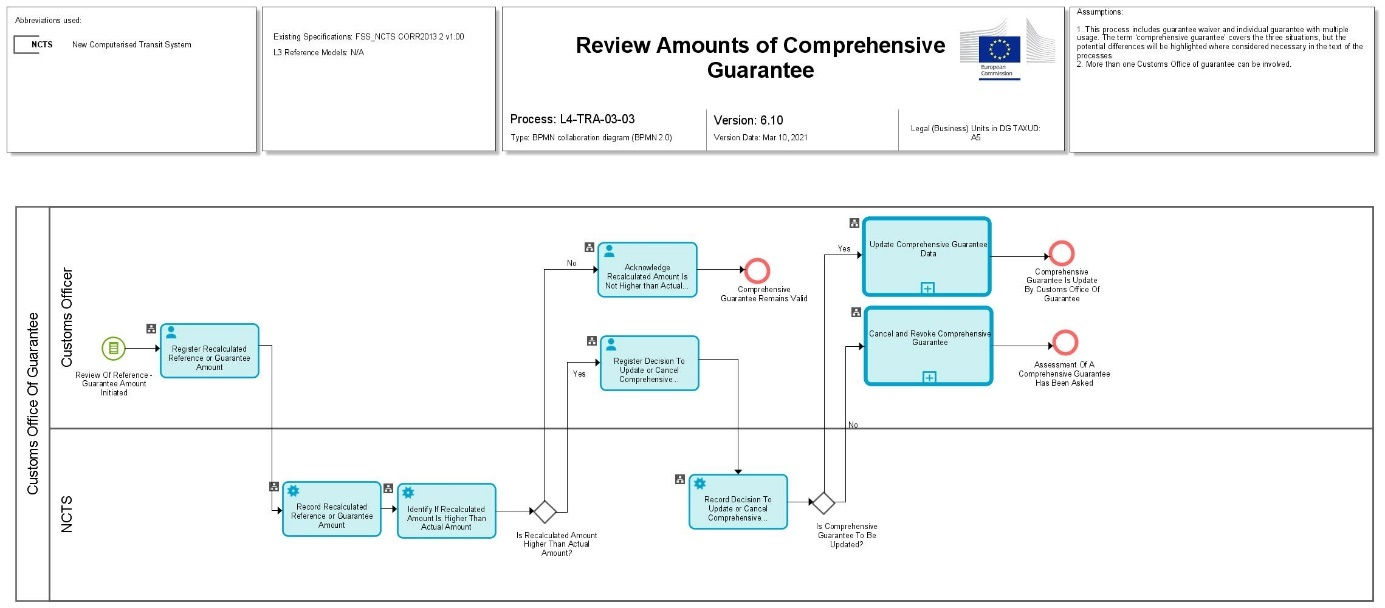 Abbreviations used:
NCTS New Computerised Transit System
Existing Specifications: FSS_NCTS CORR2013.2 v1.00
L3 Reference Models: N/A
Review Amounts of Comprehensive
Guarantee
European
Commission
Process: L4-TRA-03-03
Type: BPMN collaboration diagram (BPMN 2.0)
Version: 6.10
Version Date: Mar 10, 2021
Legal (Business) Units in DG TAXUD:
A5
Assumptions:
1. This process includes guarantee waiver and individual guarantee with multiple
usage. The term 'comprehensive guarantee' covers the three situations, but the
potential differences will be highlighted where considered necessary in the text of the
processes.
2. More than one Customs Office of guarantee can be involved.
Customs Office Of Guarantee
Customs Officer
Review Of Reference -
Guarantee Amount
Initiated
Register Recalculated
Reference or Guarantee
Amount
No
Acknowledge
Recalculated Amount Is
Not Higher than Actual...
Comprehensive
Guarantee Remains Valid
Yes
Register Decision To
Update or Cancel
Comprehensive...
Yes
Update Comprehensive Guarantee
Data
Comprehensive
Guarantee Is Update
By Customs Office Of
Guarantee
Cancel and Revoke Comprehensive
Guarantee
Assessment Of A
Comprehensive Guarantee
Has Been Asked
No
NCTS
Record Recalculated
Reference or Guarantee
Amount
Identify If Recalculated
Amount Is Higher Than
Actual Amount
Is Recalculated Amount
Higher Than Actual
Amount?
Record Decision To
Update or Cancel
Comprehensive...
Is Comprehensive
Guarantee To Be
Updated?